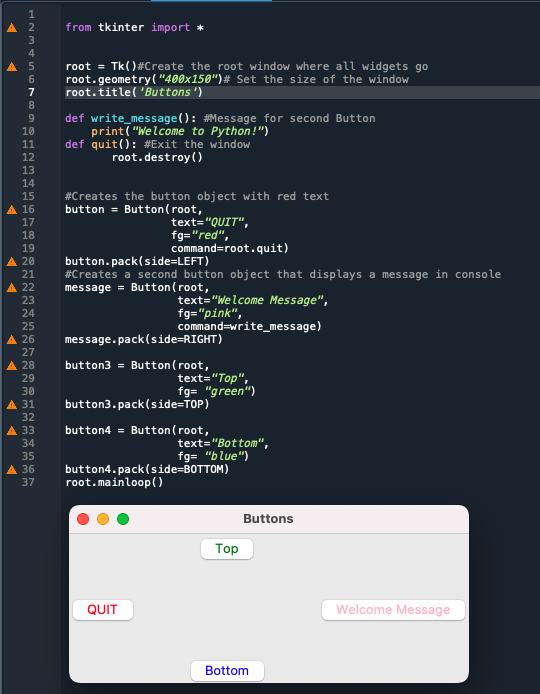 1
2 from tkinter import *
3
4
5 root = Tk()#Create the root window where all widgets go
6 root.geometry("400x150")# Set the size of the window
7 root.title('Buttons')
8
9 def write_message(): #Message for second Button
10     print("Welcome to Python!")
11 def quit(): #Exit the window
12        root.destroy()
13
14
15 #Creates the button object with red text
16 button = Button(root,
17                 text="QUIT",
18                 fg="red",
19                 command=root.quit)
20 button.pack(side=LEFT)
21 #Creates a second button object that displays a message in console
22 message = Button(root,
23                  text="Welcome Message",
24                  fg="pink",
25                  command=write_message)
26 message.pack(side=RIGHT)
27
28 button3 = Button(root,
29                  text="Top",
30                  fg= "green")
31 button3.pack(side=TOP)
32
33 button4 = Button(root,
34                  text="Bottom",
35                  fg= "blue")
36 button4.pack(side=BOTTOM)
37 root.mainloop()
Buttons
Top
QUIT
Welcome Message
Bottom